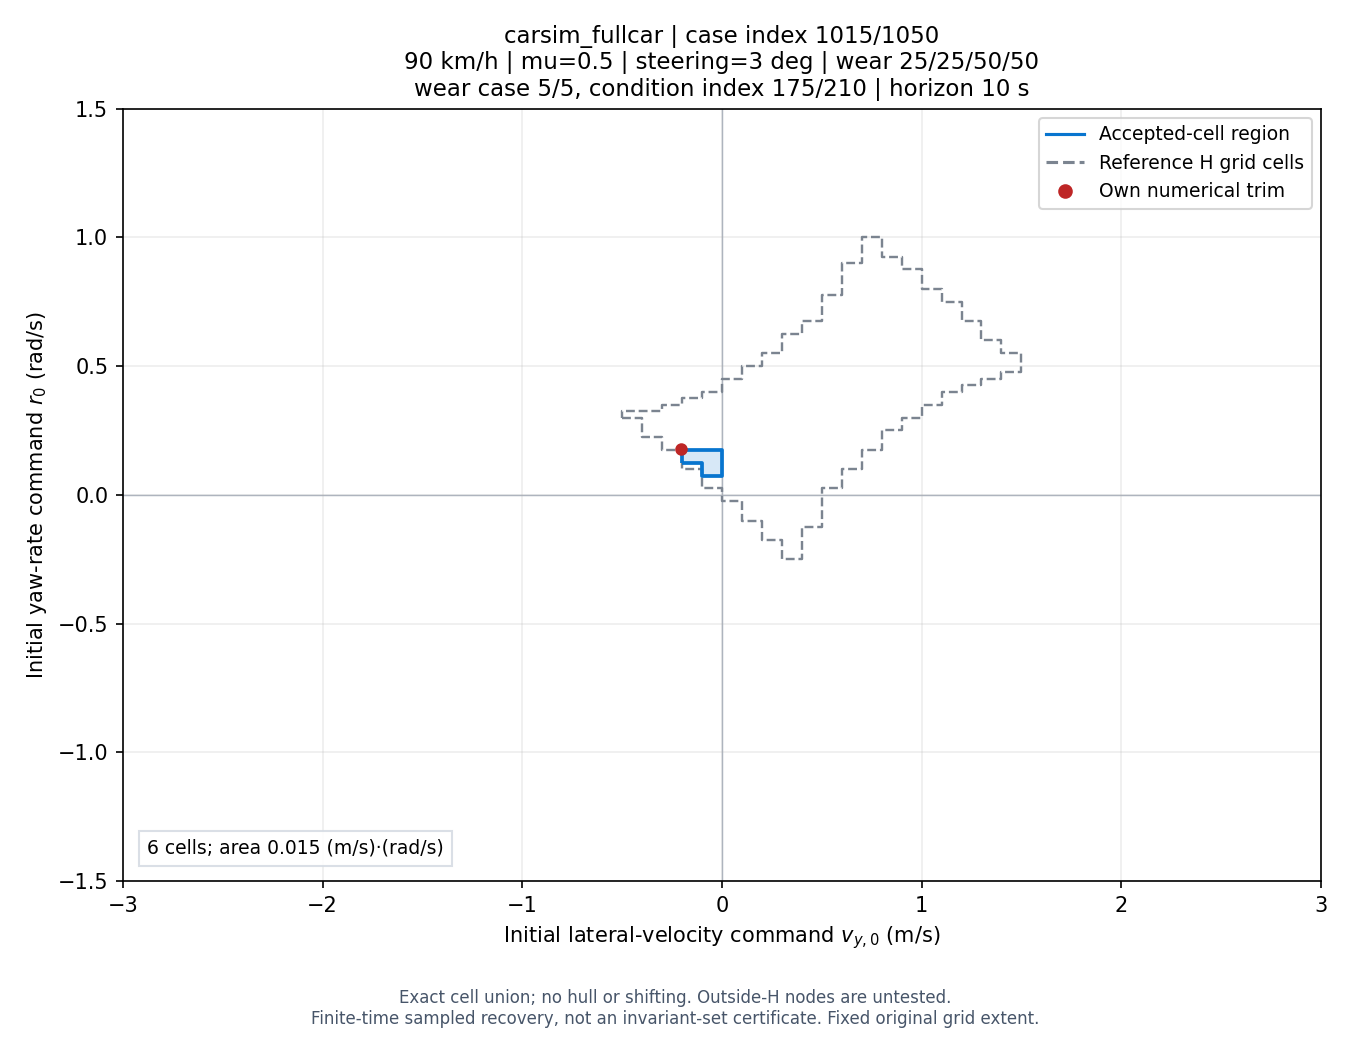 carsim_fullcar | case index 1015/1050
90 km/h | mu=0.5 | steering=3 deg | wear 25/25/50/50
wear case 5/5, condition index 175/210 | horizon 10 s
Accepted-cell region
Reference H grid cells
Own numerical trim
1.5
1.0
0.5
0.0
−0.5
−1.0
−1.5
Initial yaw-rate command r₀ (rad/s)
6 cells; area 0.015 (m/s)·(rad/s)
−3
−2
−1
0
1
2
3
Initial lateral-velocity command v_{y,0} (m/s)
Exact cell union; no hull or shifting. Outside-H nodes are untested.
Finite-time sampled recovery, not an invariant-set certificate. Fixed original grid extent.